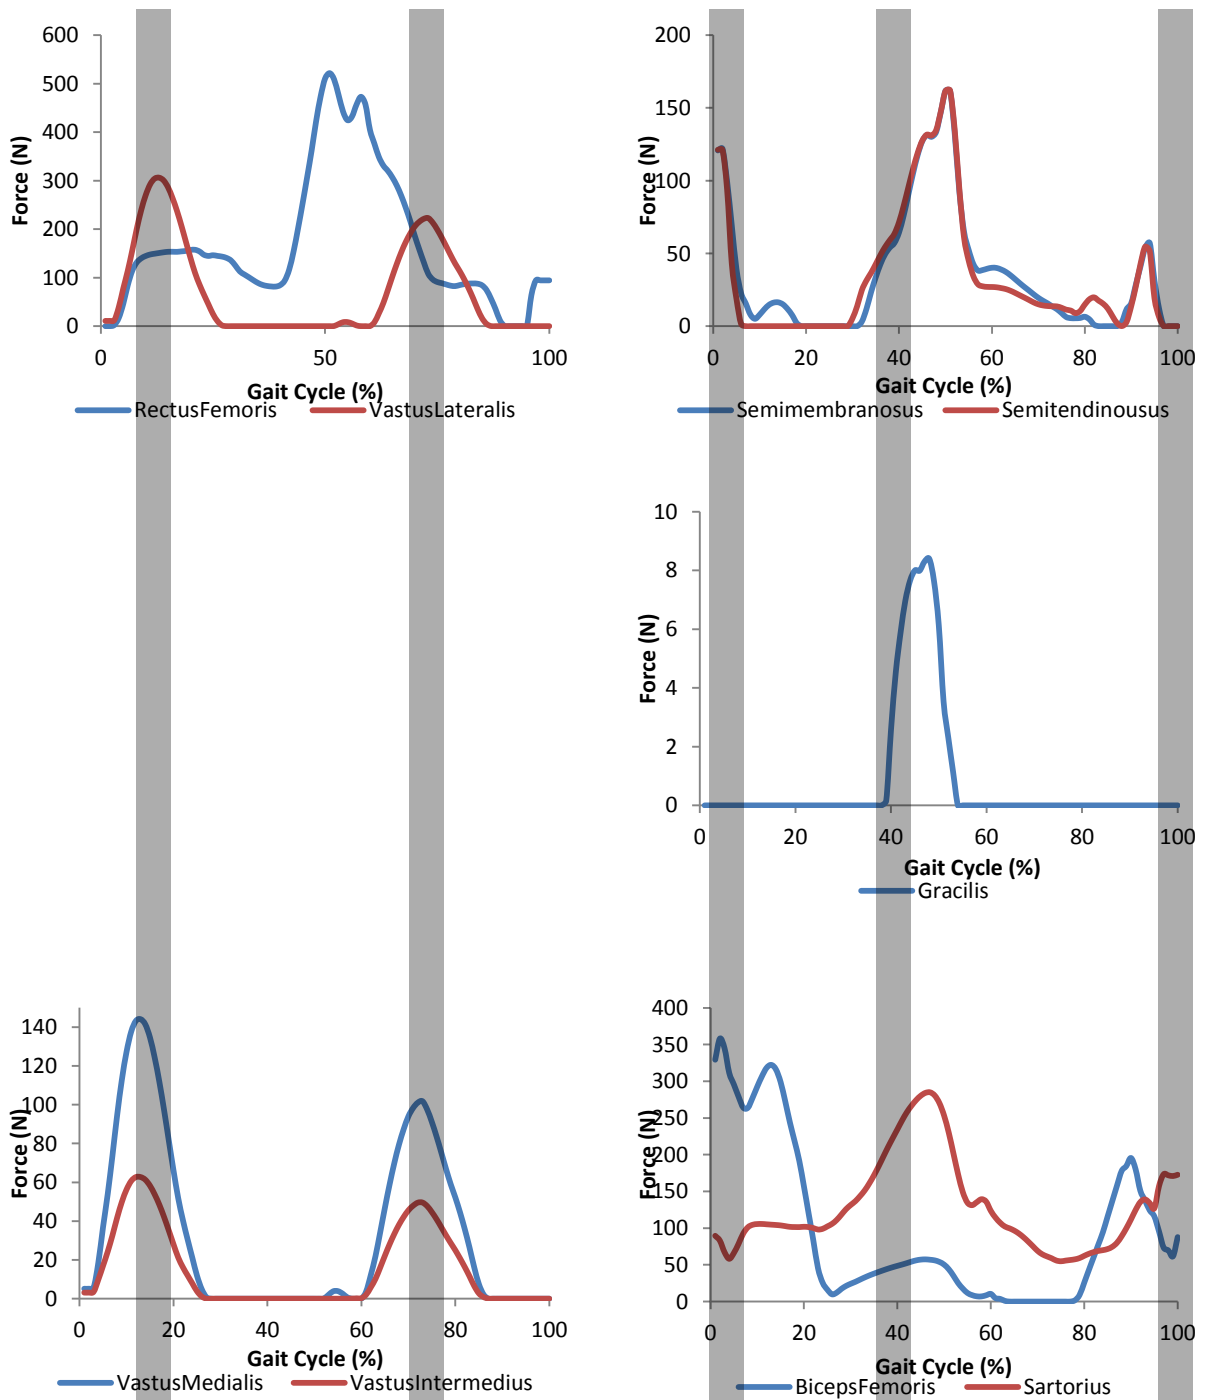 600
500
400
300
200
100
0
Force (N)
0 50 100
Gait Cycle (%)
RectusFemoris VastusLateralis
200
150
100
50
0
Force (N)
0 20 40 60 80 100
Gait Cycle (%)
Semimembranosus Semitendinousus
10
8
6
4
2
0
Force (N)
20 40 60 80 100
Gait Cycle (%)
Gracilis
140
120
100
80
60
40
20
0
Force (N)
0 20 40 60 80 100
Gait Cycle (%)
VastusMedialis VastusIntermedius
400
350
300
250
200
150
100
50
0
Force (N)
0 20 40 60 80 100
Gait Cycle (%)
BicepsFemoris Sartorius